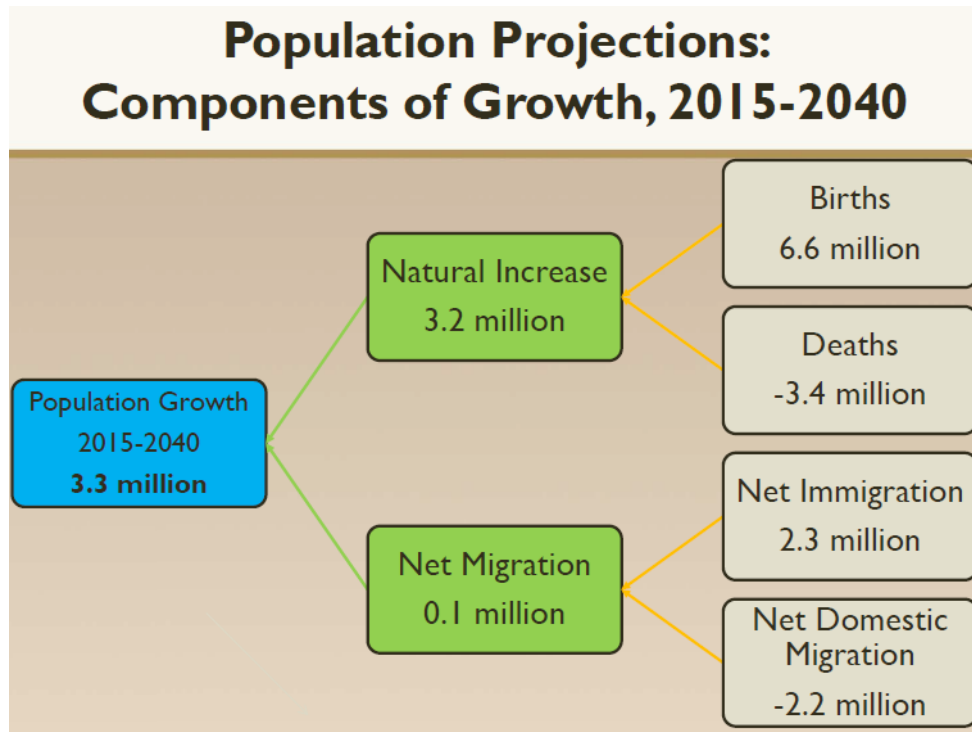 Population Projections:
Components of Growth, 2015-2040
Births
6.6 million
Natural Increase
3.2 million
Deaths
-3.4 million
Population Growth
2015-2040
3.3 million
Net Immigration
2.3 million
Net Migration
0.1 million
Net Domestic
Migration
-2.2 million